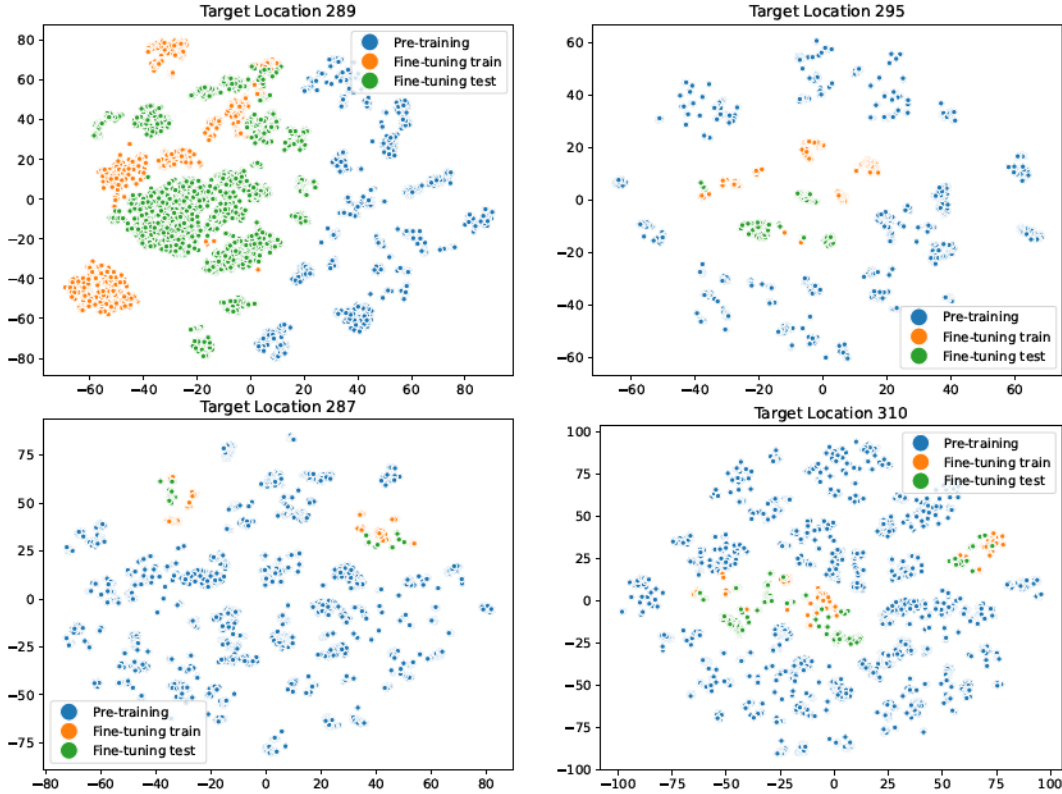 Target Location 289
Pre-training
Fine-tuning train
Fine-tuning test
80
60
40
20
0
−20
−40
−60
−80
−60 −40 −20 0 20 40 60 80
Target Location 295
60
40
20
0
−20
−40
−60
Pre-training
Fine-tuning train
Fine-tuning test
−60 −40 −20 0 20 40 60
Target Location 287
75
50
25
0
−25
−50
−75
Pre-training
Fine-tuning train
Fine-tuning test
−80 −60 −40 −20 0 20 40 60 80
Target Location 310
Pre-training
Fine-tuning train
Fine-tuning test
100
75
50
25
0
−25
−50
−75
−100
−100 −75 −50 −25 0 25 50 75 100